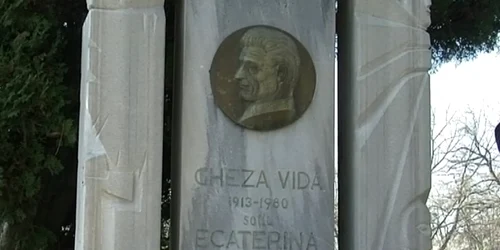 GHEZA VIDA
1913-1980
SOȚIA
ECATERINA